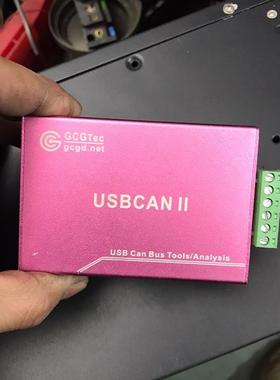 GCGTec
gcgd.net
USBCAN II
USB Can Bus Tools/Analysis